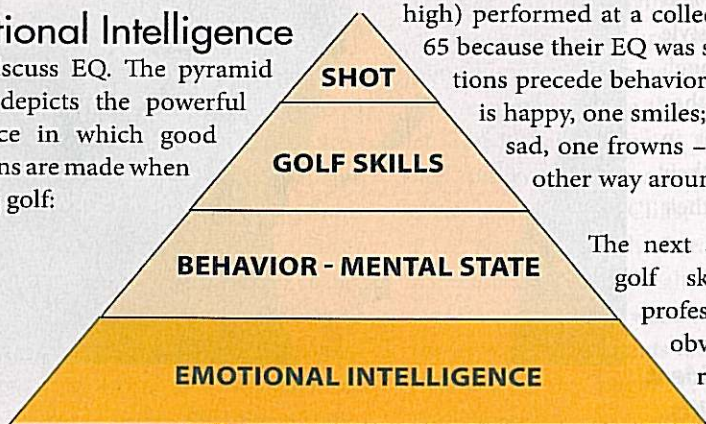 tional Intelligence
scuss EQ. The pyramid
depicts the powerful
ce in which good
ns are made when
golf:
SHOT
GOLF SKILLS
BEHAVIOR - MENTAL STATE
EMOTIONAL INTELLIGENCE
high) performed at a collec
65 because their EQ was s
tions precede behavior
is happy, one smiles;
sad, one frowns –
other way aroun
The next
golf sk
profes
obv
r